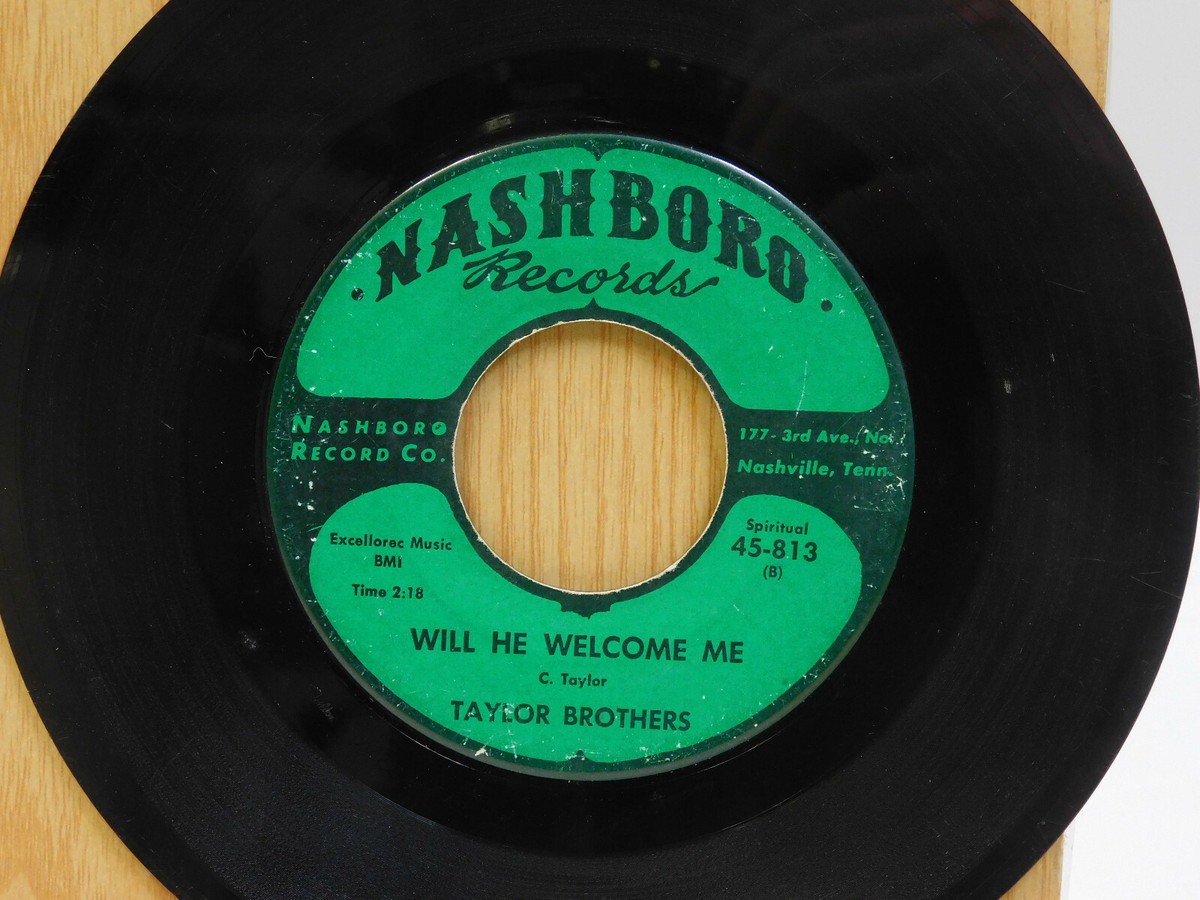 NASHBORO
Records
NASHBORO
RECORD CO.
177-3rd Ave., No.
Nashville, Tenn.
Excellorec Music
BMI
Time 2:18
Spiritual
45-813
(B)
WILL HE WELCOME ME
C. Taylor
TAYLOR BROTHERS